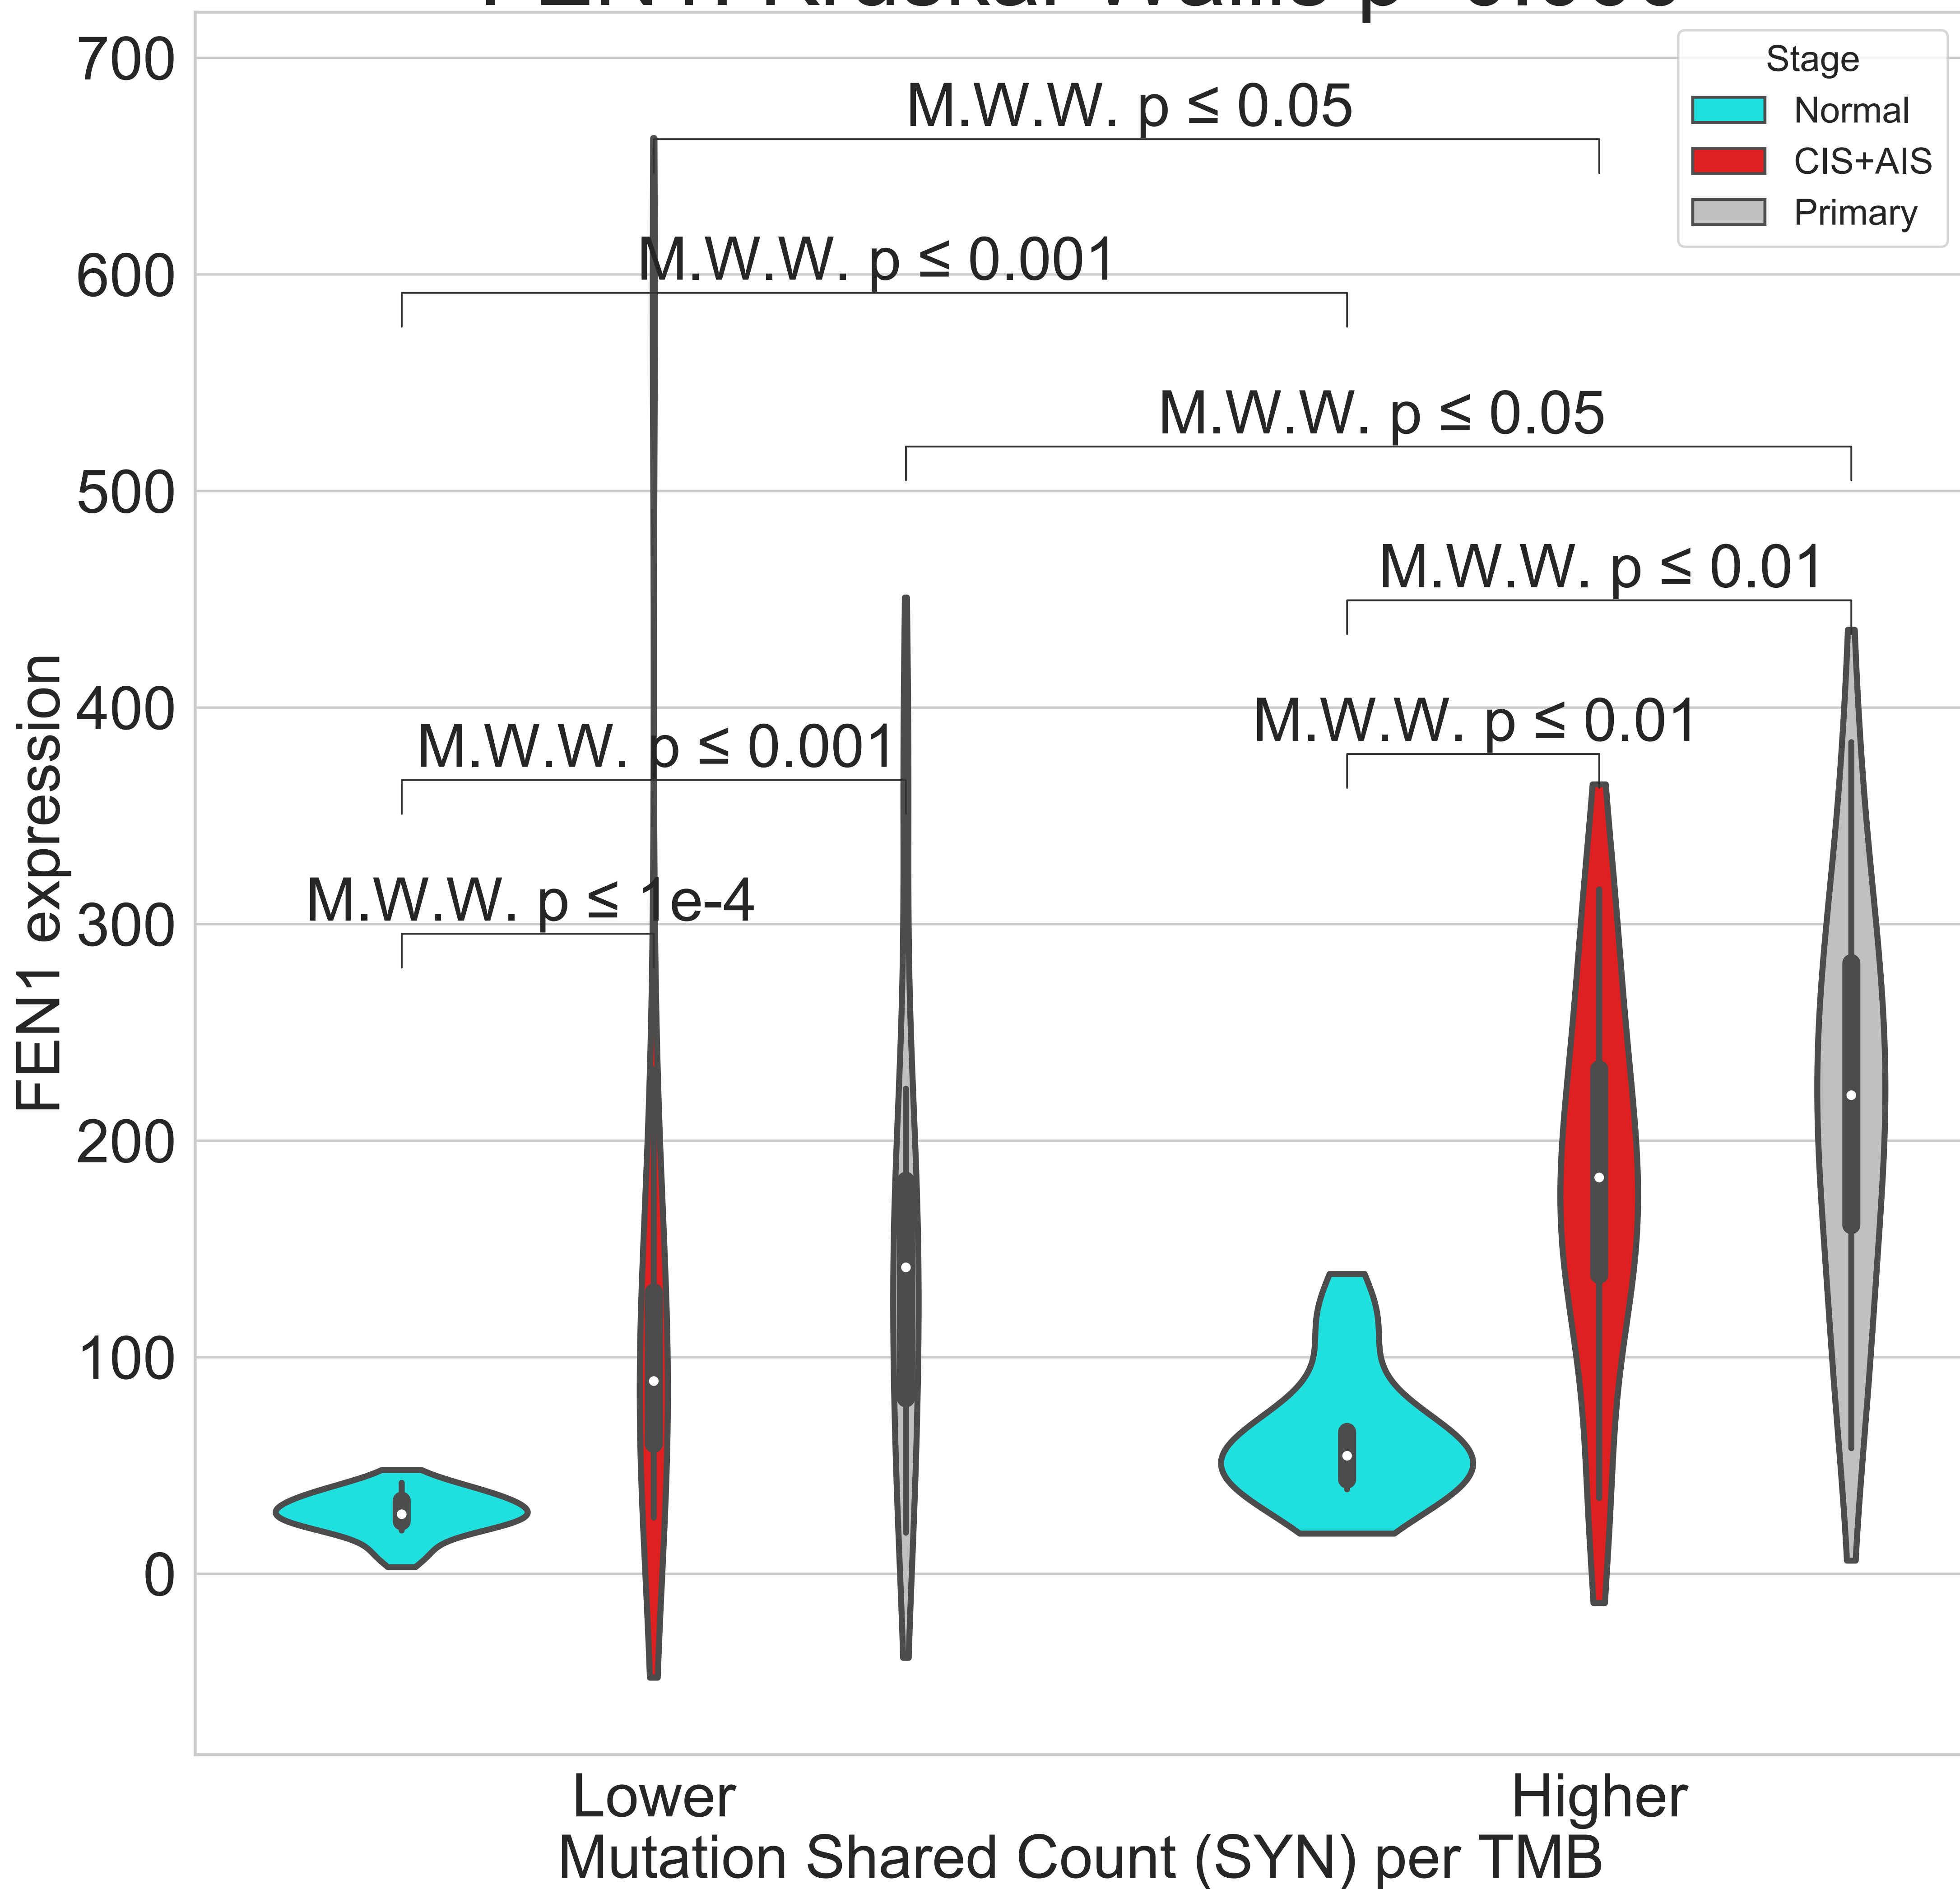 700
600
500
400
300
200
100
0
FEN1 expression
Stage
Normal
CIS+AIS
Primary
M.W.W. p ≤ 0.05
M.W.W. p ≤ 0.001
M.W.W. p ≤ 0.05
M.W.W. p ≤ 0.01
M.W.W. p ≤ 0.01
M.W.W. p ≤ 0.001
M.W.W. p ≤ 1e-4
Lower
Higher
Mutation Shared Count (SYN) per TMB